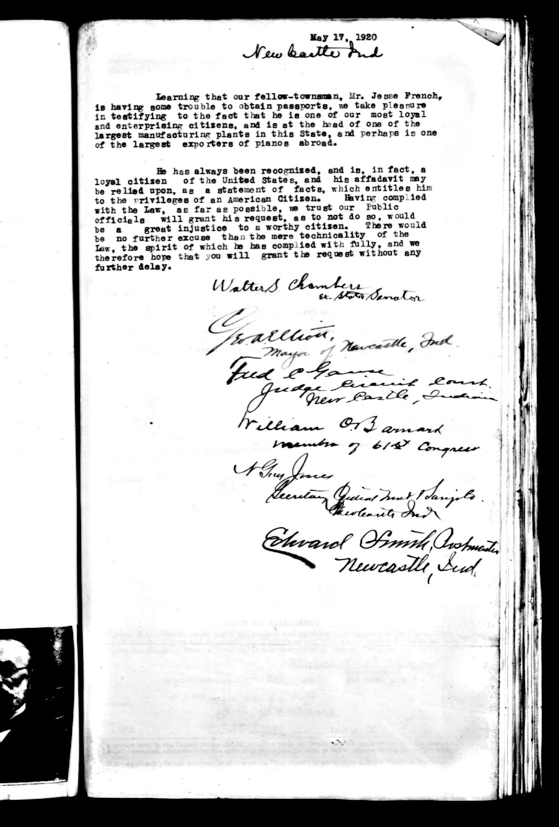 May 17, 1920
New Castle Ind
Learning that our fellow-townsman, Mr. Jesse French,
is having some trouble to obtain passports, we take pleasure
in testifying to the fact that he is one of our most loyal
and enterprising citizens, and is at the head of one of the
largest manufacturing plants in this State, and perhaps is one
of the largest exporters of pianos abroad.
He has always been recognized, and is, in fact, a
loyal citizen of the United States, and his affadavit may
be relied upon, as a statement of facts, which entitles him
to the privileges of an American Citizen. Having complied
with the Law, as far as possible, we trust our Public
officials will grant his request, as to not do so, would
be a great injustice to a worthy citizen. There would
be no further excuse than the mere technicality of the
Law, the spirit of which he has complied with fully, and we
therefore hope that you will grant the request without any
further delay.
Walter S Chambers
ex. State Senator
Geo Elliott,
Mayor of Newcastle, Ind.
Fred C Gause
Judge Circuit Court.
New Castle, Indiana
William O. Barnard
member of 61st Congress
Jones
Secretary
Newcastle Ind
Edward Smith, Postmaster
Newcastle, Ind.